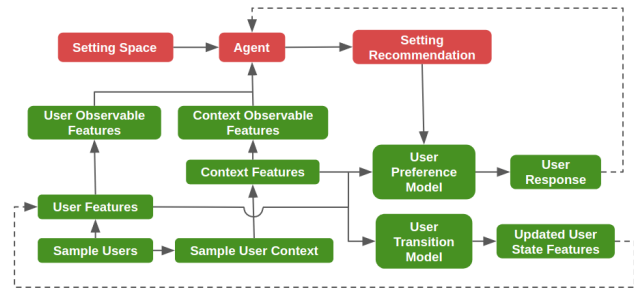 Setting Space
Agent
Setting
Recommendation
User Observable
Features
Context Observable
Features
Context Features
User
Preference
Model
User
Response
User Features
User
Transition
Model
Updated User
State Features
Sample Users
Sample User Context